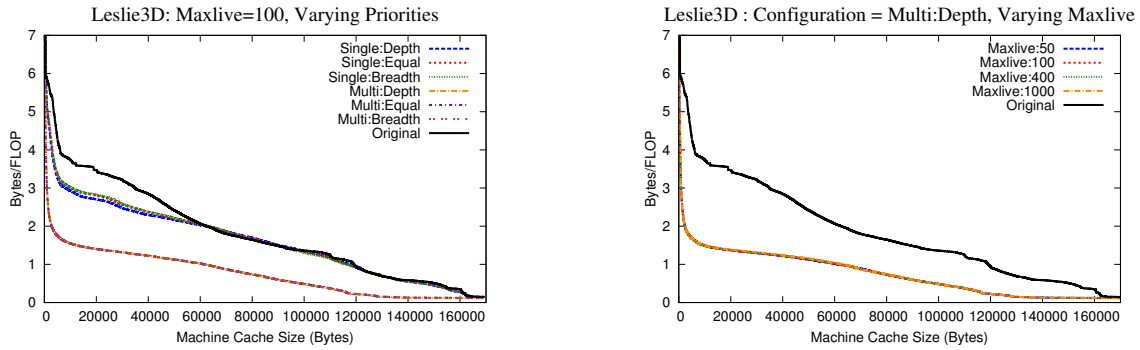 Leslie3D: Maxlive=100, Varying Priorities
7
6
5
4
3
2
1
0
Bytes/FLOP
Single:Depth
Single:Equal
Single:Breadth
Multi:Depth
Multi:Equal
Multi:Breadth
Original
0 20000 40000 60000 80000 100000 120000 140000 160000
Machine Cache Size (Bytes)
Leslie3D : Configuration = Multi:Depth, Varying Maxlive
7
6
5
4
3
2
1
0
Bytes/FLOP
Maxlive:50
Maxlive:100
Maxlive:400
Maxlive:1000
Original
0 20000 40000 60000 80000 100000 120000 140000 160000
Machine Cache Size (Bytes)